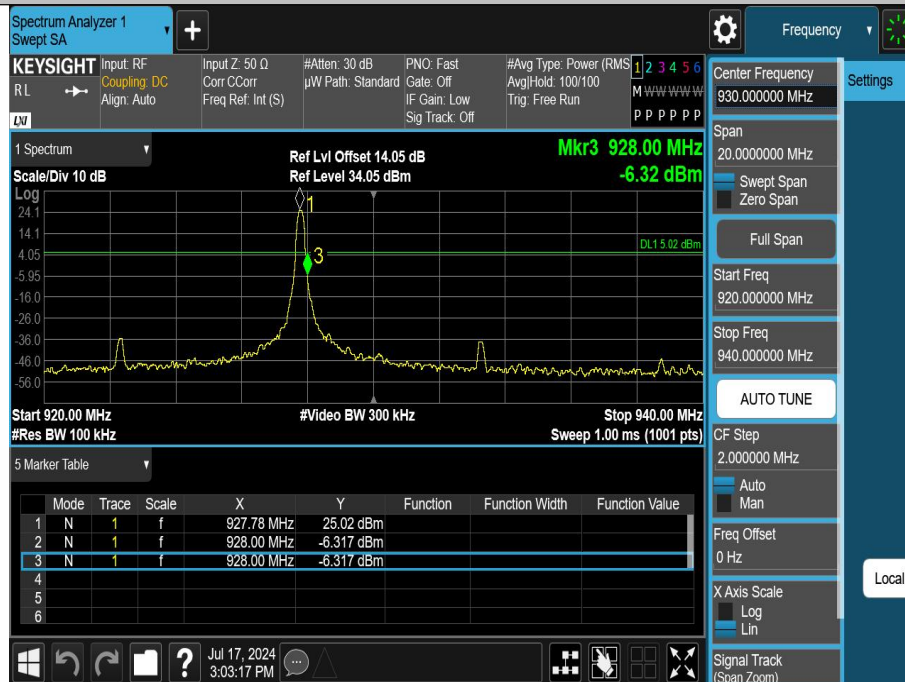 Spectrum Analyzer 1
Swept SA
+
Frequency
KEYSIGHT
RL
LXI
Input: RF
Coupling: DC
Align: Auto
Input Z: 50 Ω
Corr CCorr
Freq Ref: Int (S)
#Atten: 30 dB
µW Path: Standard
PNO: Fast
Gate: Off
IF Gain: Low
Sig Track: Off
#Avg Type: Power (RMS
Avg|Hold: 100/100
Trig: Free Run
1 2 3 4 5 6
M W W W W W
P P P P P P
1 Spectrum
Scale/Div 10 dB
Ref Lvl Offset 14.05 dB
Ref Level 34.05 dBm
Mkr3 928.00 MHz
-6.32 dBm
Log
24.1
14.1
4.05
-5.95
-16.0
-26.0
-36.0
-46.0
-56.0
1
3
DL1 5.02 dBm
Start 920.00 MHz
#Res BW 100 kHz
#Video BW 300 kHz
Stop 940.00 MHz
Sweep 1.00 ms (1001 pts)
5 Marker Table
Mode Trace Scale X Y Function Function Width Function Value
1 N 1 f 927.78 MHz 25.02 dBm
2 N 1 f 928.00 MHz -6.317 dBm
3 N 1 f 928.00 MHz -6.317 dBm
4
5
6
?
Jul 17, 2024
3:03:17 PM
Center Frequency
930.000000 MHz
Settings
Span
20.0000000 MHz
Swept Span
Zero Span
Full Span
Start Freq
920.000000 MHz
Stop Freq
940.000000 MHz
AUTO TUNE
CF Step
2.000000 MHz
Auto
Man
Freq Offset
0 Hz
Local
X Axis Scale
Log
Lin
Signal Track
(Span Zoom)